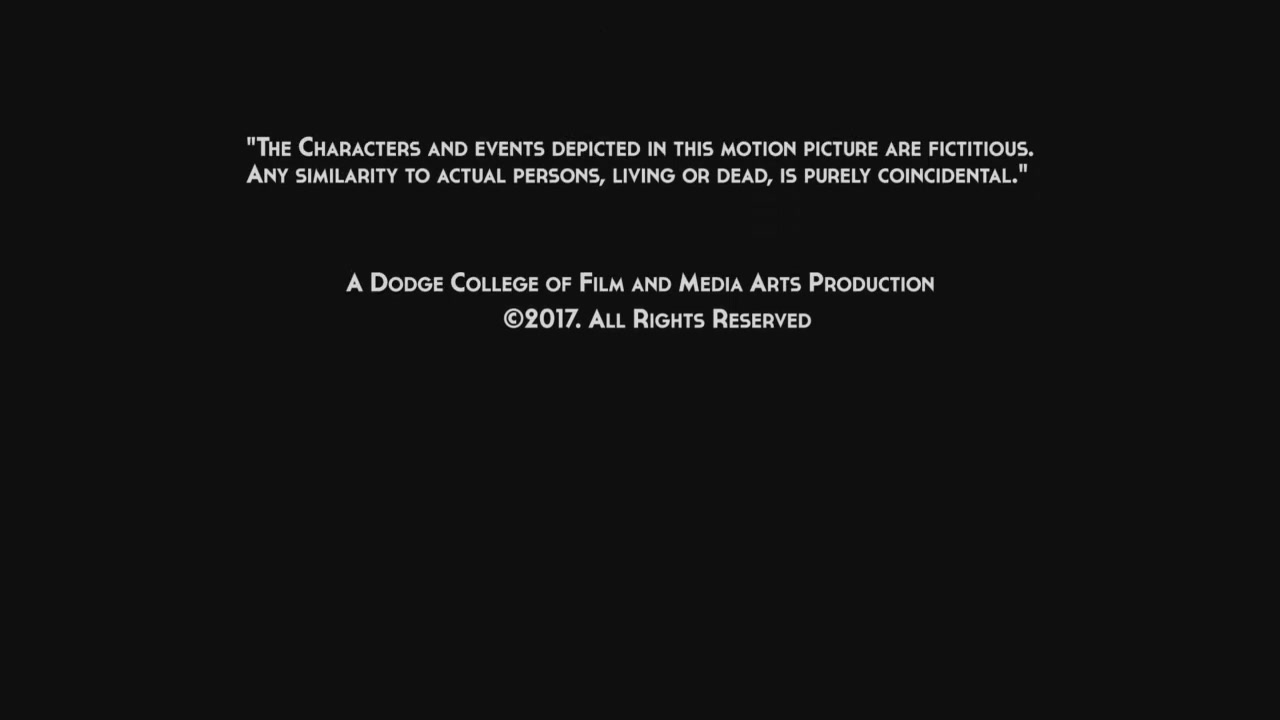 "The Characters and events depicted in this motion picture are fictitious.
Any similarity to actual persons, living or dead, is purely coincidental."
A Dodge College of Film and Media Arts Production
©2017. All Rights Reserved